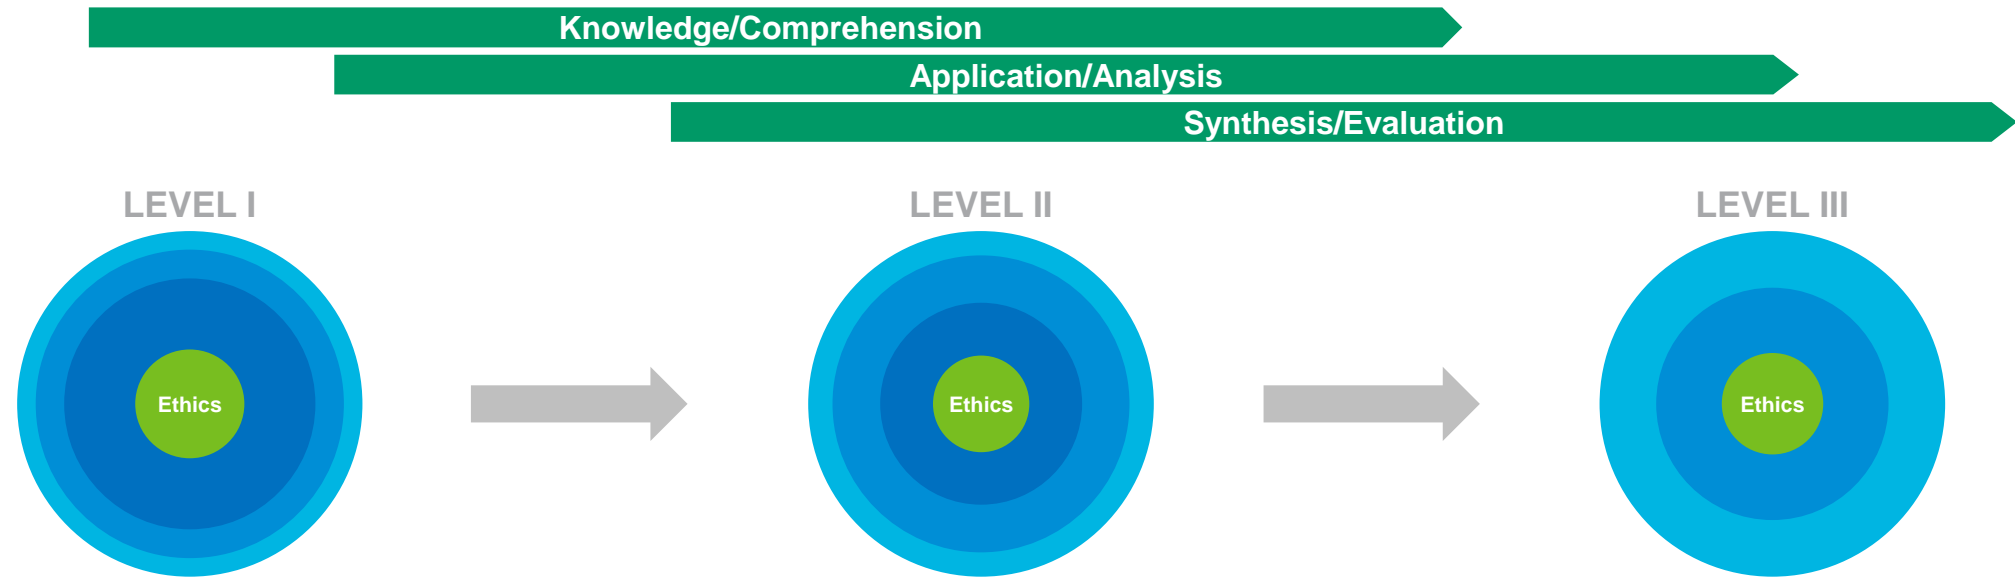 Knowledge/Comprehension
Application/Analysis
Synthesis/Evaluation
LEVEL I
LEVEL II
LEVEL III
Ethics
Ethics
Ethics